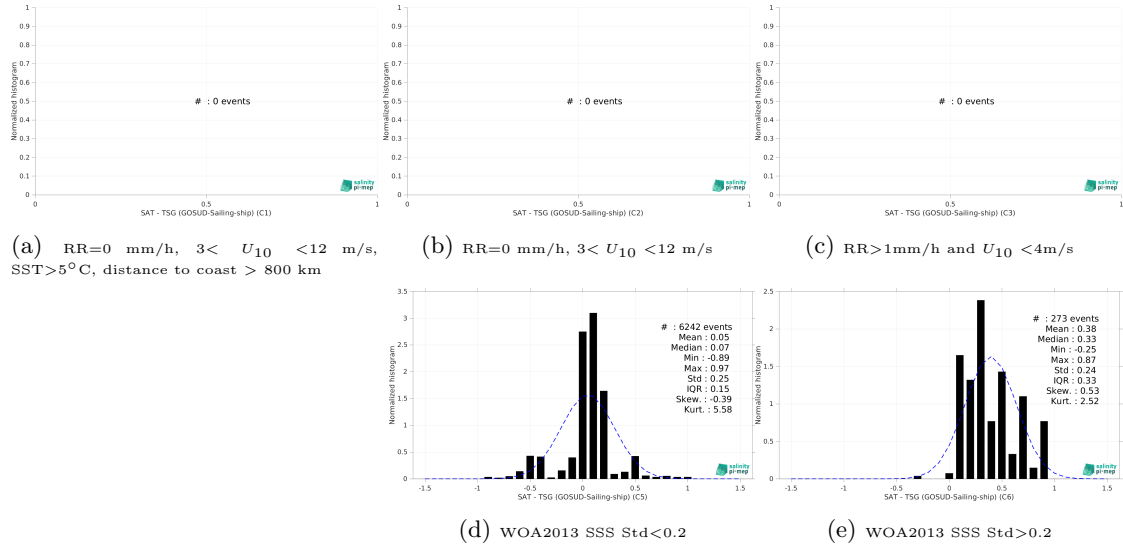 1
0.9
0.8
0.7
0.6
0.5
0.4
0.3
0.2
0.1
0
Normalized histogram
# : 0 events
salinity
pi-mep
0 0.5 1
SAT - TSG (GOSUD-Sailing-ship) (C1)
(a) RR=0 mm/h, 3< U10 <12 m/s,
SST>5°C, distance to coast > 800 km
1
0.9
0.8
0.7
0.6
0.5
0.4
0.3
0.2
0.1
0
Normalized histogram
# : 0 events
salinity
pi-mep
0 0.5 1
SAT - TSG (GOSUD-Sailing-ship) (C2)
(b) RR=0 mm/h, 3< U10 <12 m/s
1
0.9
0.8
0.7
0.6
0.5
0.4
0.3
0.2
0.1
0
Normalized histogram
# : 0 events
salinity
pi-mep
0 0.5 1
SAT - TSG (GOSUD-Sailing-ship) (C3)
(c) RR>1mm/h and U10 <4m/s
3.5
3
2.5
2
1.5
1
0.5
0
Normalized histogram
# : 6242 events
Mean : 0.05
Median : 0.07
Min : -0.89
Max : 0.97
Std : 0.25
IQR : 0.15
Skew. : -0.39
Kurt. : 5.58
salinity
pi-mep
-1.5 -1 -0.5 0 0.5 1 1.5
SAT - TSG (GOSUD-Sailing-ship) (C5)
(d) WOA2013 SSS Std<0.2
2.5
2
1.5
1
0.5
0
Normalized histogram
# : 273 events
Mean : 0.38
Median : 0.33
Min : -0.25
Max : 0.87
Std : 0.24
IQR : 0.33
Skew. : 0.53
Kurt. : 2.52
salinity
pi-mep
-1.5 -1 -0.5 0 0.5 1 1.5
SAT - TSG (GOSUD-Sailing-ship) (C6)
(e) WOA2013 SSS Std>0.2